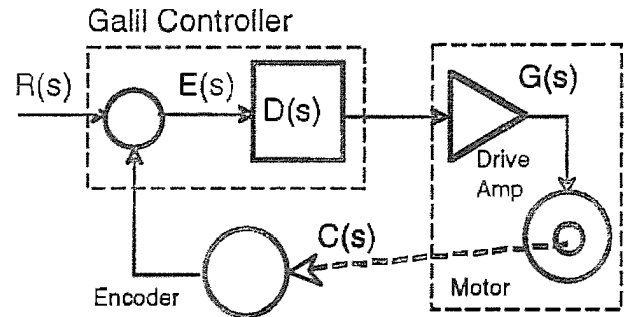 Galil Controller
R(s)
E(s)
D(s)
G(s)
Drive
Amp
C(s)
Encoder
Motor